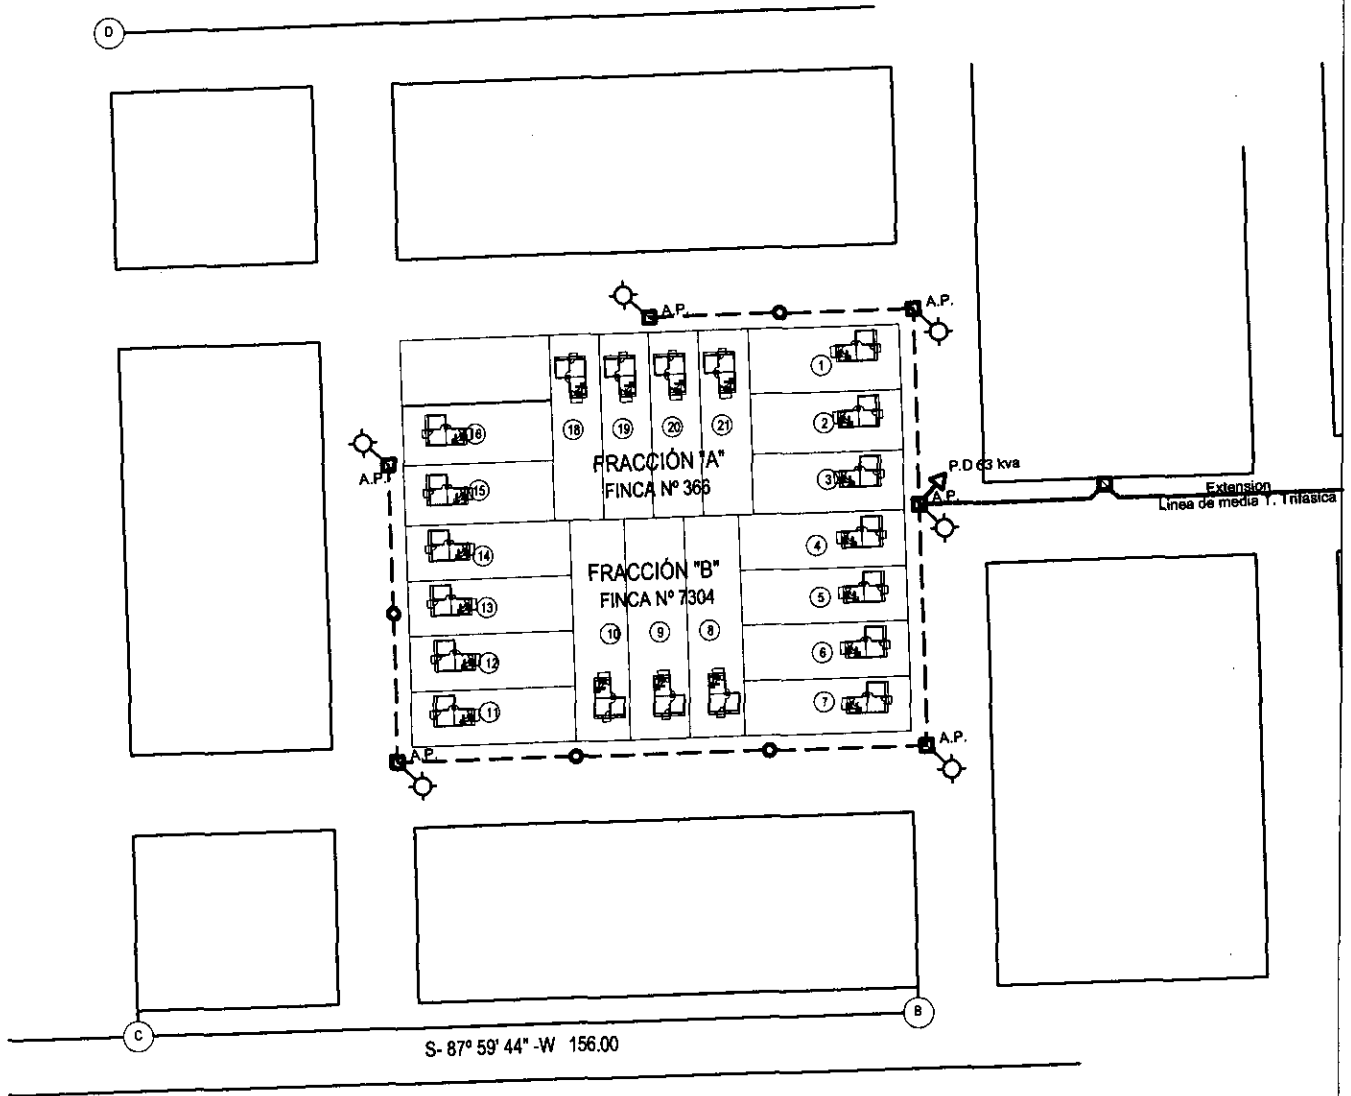 D
A.P.
A.P.
1
2
18
19
20
21
16
FRACCIÓN "A"
3
P.D 63 kva
A.P.
15
FINCA Nº 366
A.P.
Extension
Linea de media T. Trifasica
4
14
FRACCIÓN "B"
5
13
FINCA Nº 7304
10
9
8
6
12
7
11
A.P.
A.P.
B
C
S- 87º 59' 44" -W 156.00